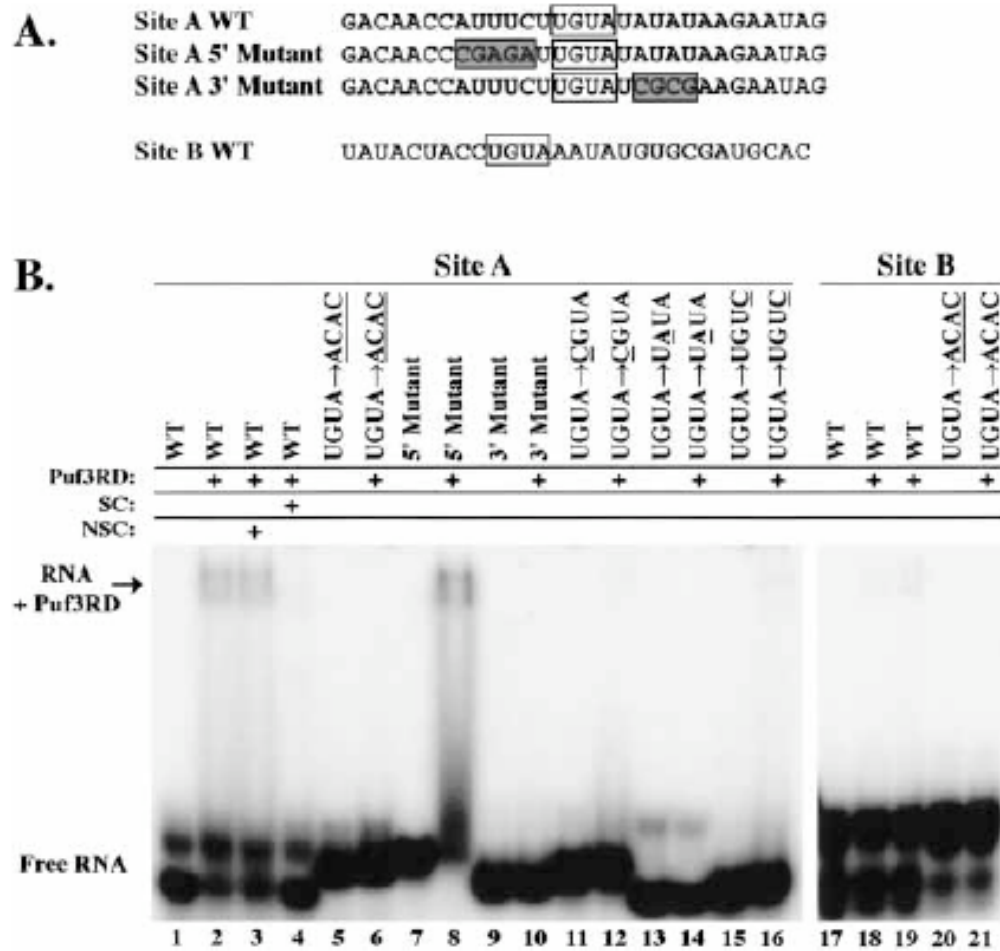 A.
Site A WT GACAACCAUUUCUUGUAUAUAUAAGAAUAG
Site A 5' Mutant GACAACCCGAGAUUGUAUAUAUAAGAAUAG
Site A 3' Mutant GACAACCAUUUCUUGUAUCGCGAAGAAUAG
Site B WT UAUACUACCUGUAAAUAUGUGCGAUGCAC
B.
Site A Site B
WT WT WT WT UGUA→ACAC UGUA→ACAC 5' Mutant 5' Mutant 3' Mutant 3' Mutant UGUA→CGUA UGUA→CGUA UGUA→UAUA UGUA→UAUA UGUA→UGUC UGUA→UGUC WT WT WT UGUA→ACAC UGUA→ACAC
Puf3RD: + + + + + + + + + + + +
SC: +
NSC: +
RNA
+ Puf3RD →
Free RNA
1 2 3 4 5 6 7 8 9 10 11 12 13 14 15 16 17 18 19 20 21